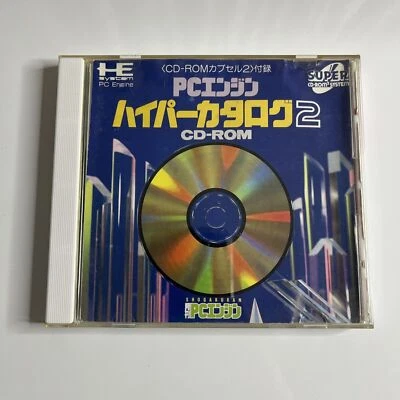 HE
system
PC Engine
〈CD-ROMカプセル2〉付録
SUPER
CD-ROM² SYSTEM
PCエンジン
ハイパーカタログ2
CD-ROM
SHOGAKUKAN
PCエンジン